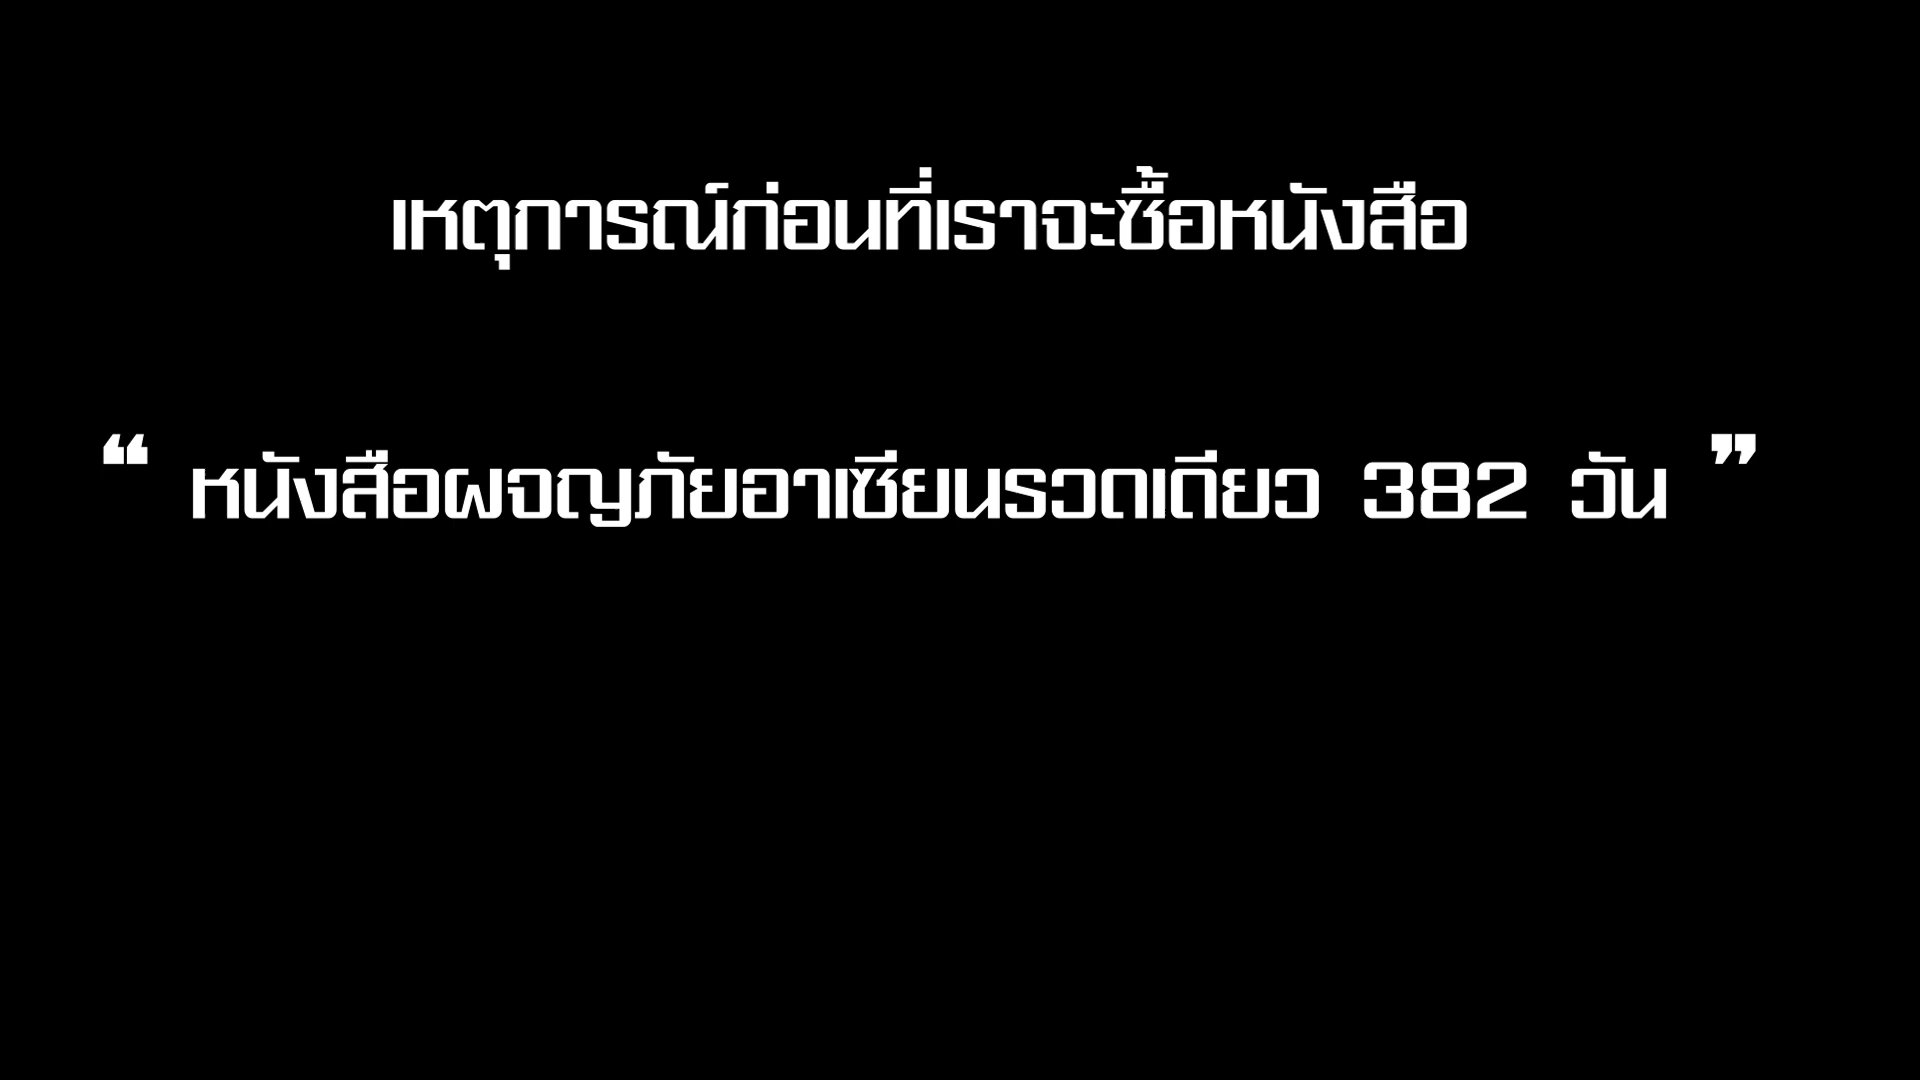 เหตุการณ์ก่อนที่เราจะซื้อหนังสือ
“ หนังสือผจญภัยอาเซียนรวดเดียว 382 วัน ”